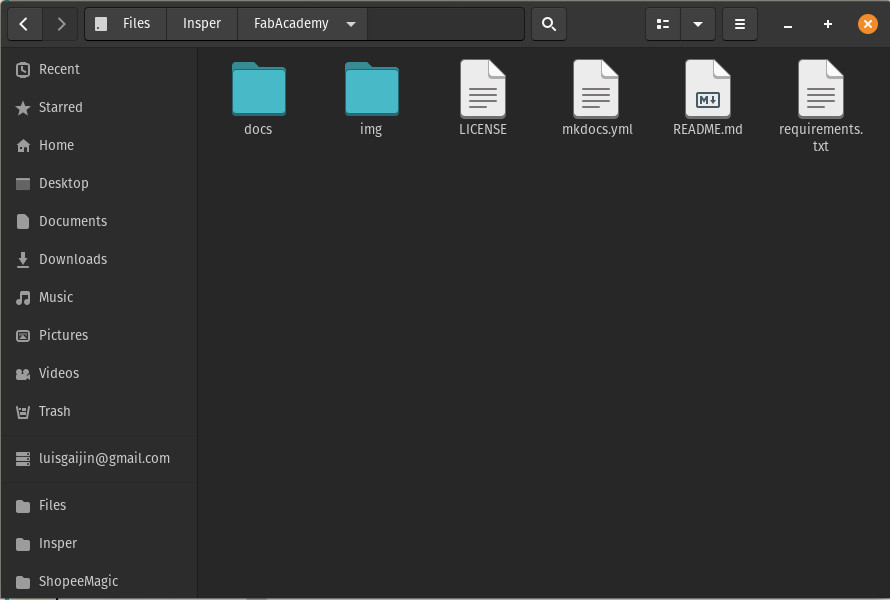 Files Insper FabAcademy
Recent
Starred
Home
Desktop
Documents
Downloads
Music
Pictures
Videos
Trash
luisgaijin@gmail.com
Files
Insper
ShopeeMagic
docs
img
LICENSE
mkdocs.yml
M
README.md
requirements.
txt